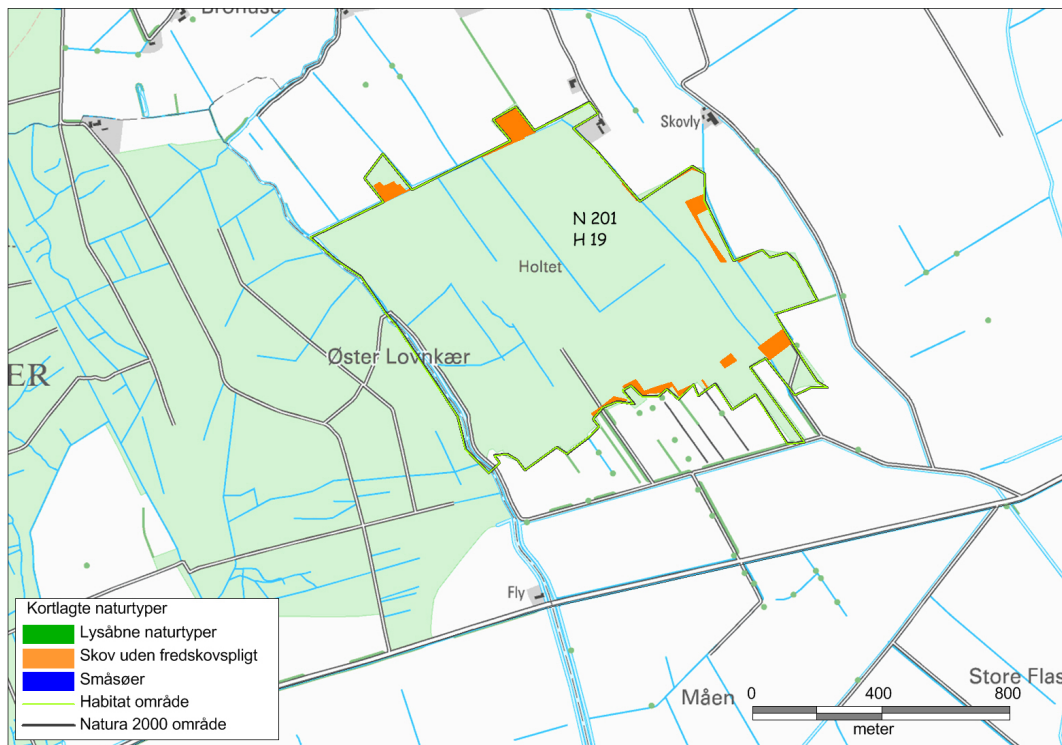 Skovly
N 201
H 19
Holtet
Øster Lovnkær
ER
Fly
Kortlagte naturtyper
Lysåbne naturtyper
Skov uden fredskovspligt
Småsøer
Habitat område
Natura 2000 område
Måen
Store Flas
0 400 800
meter